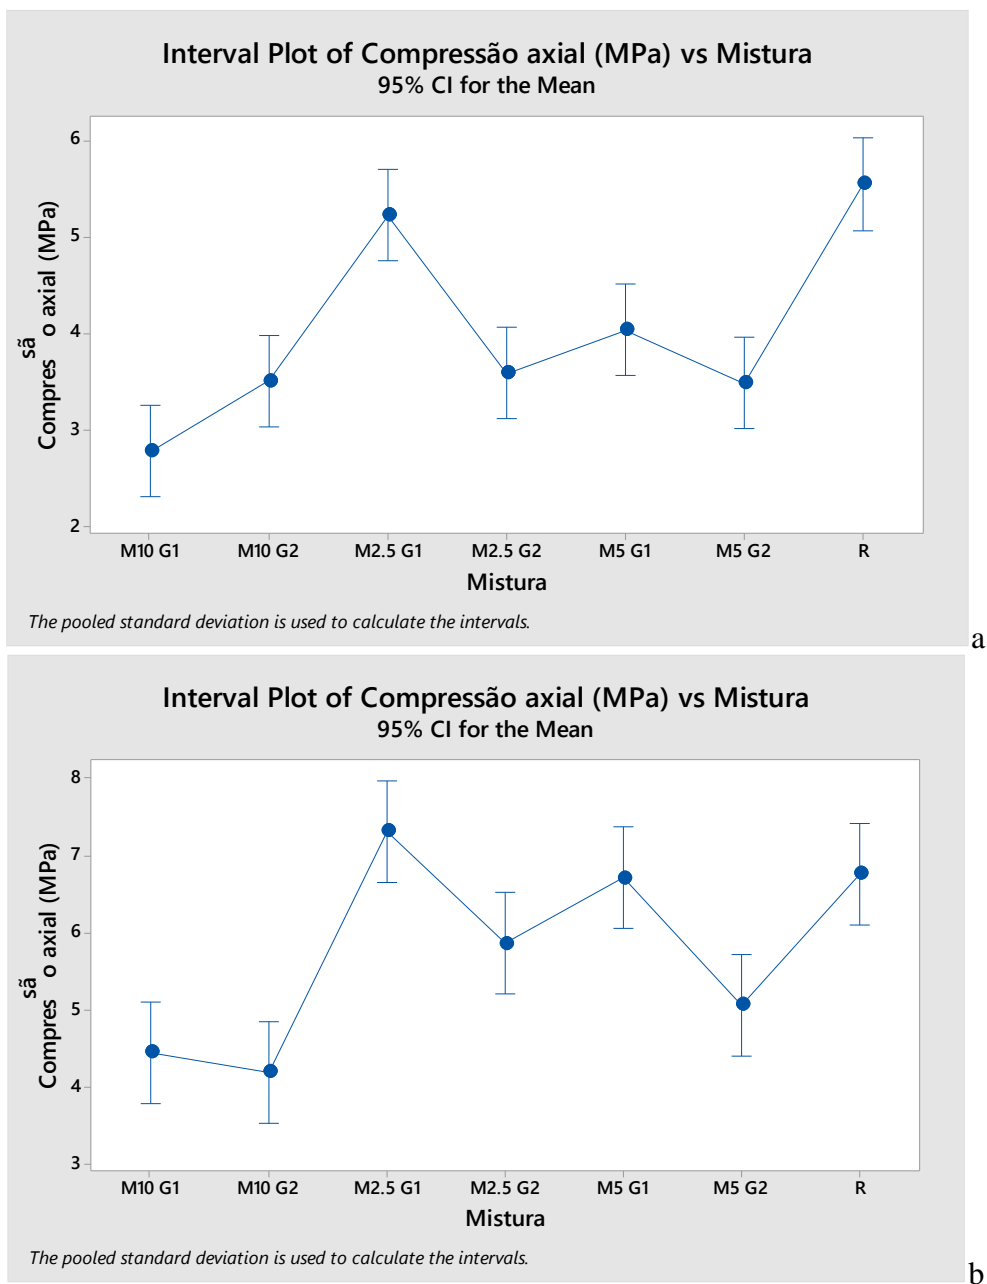 Interval Plot of Compressão axial (MPa) vs Mistura
95% CI for the Mean
6
5
4
3
2
Compressão axial (MPa)
M10 G1 M10 G2 M2.5 G1 M2.5 G2 M5 G1 M5 G2 R
Mistura
The pooled standard deviation is used to calculate the intervals.
a
Interval Plot of Compressão axial (MPa) vs Mistura
95% CI for the Mean
8
7
6
5
4
3
Compressão axial (MPa)
M10 G1 M10 G2 M2.5 G1 M2.5 G2 M5 G1 M5 G2 R
Mistura
The pooled standard deviation is used to calculate the intervals.
b